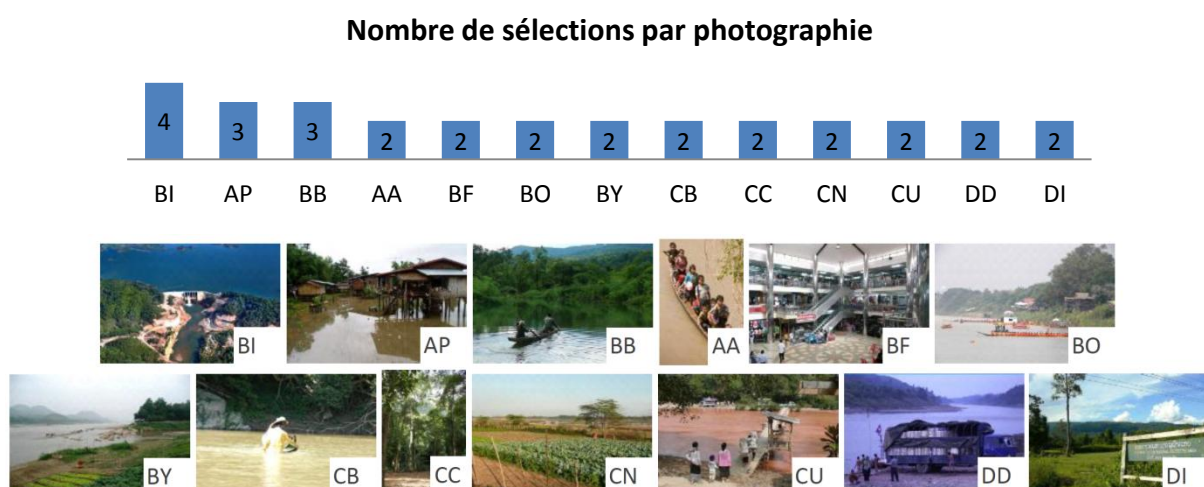 Nombre de sélections par photographie
4 3 3 2 2 2 2 2 2 2 2 2 2
BI AP BB AA BF BO BY CB CC CN CU DD DI
BI AP BB AA BF BO
BY CB CC CN CU DD DI